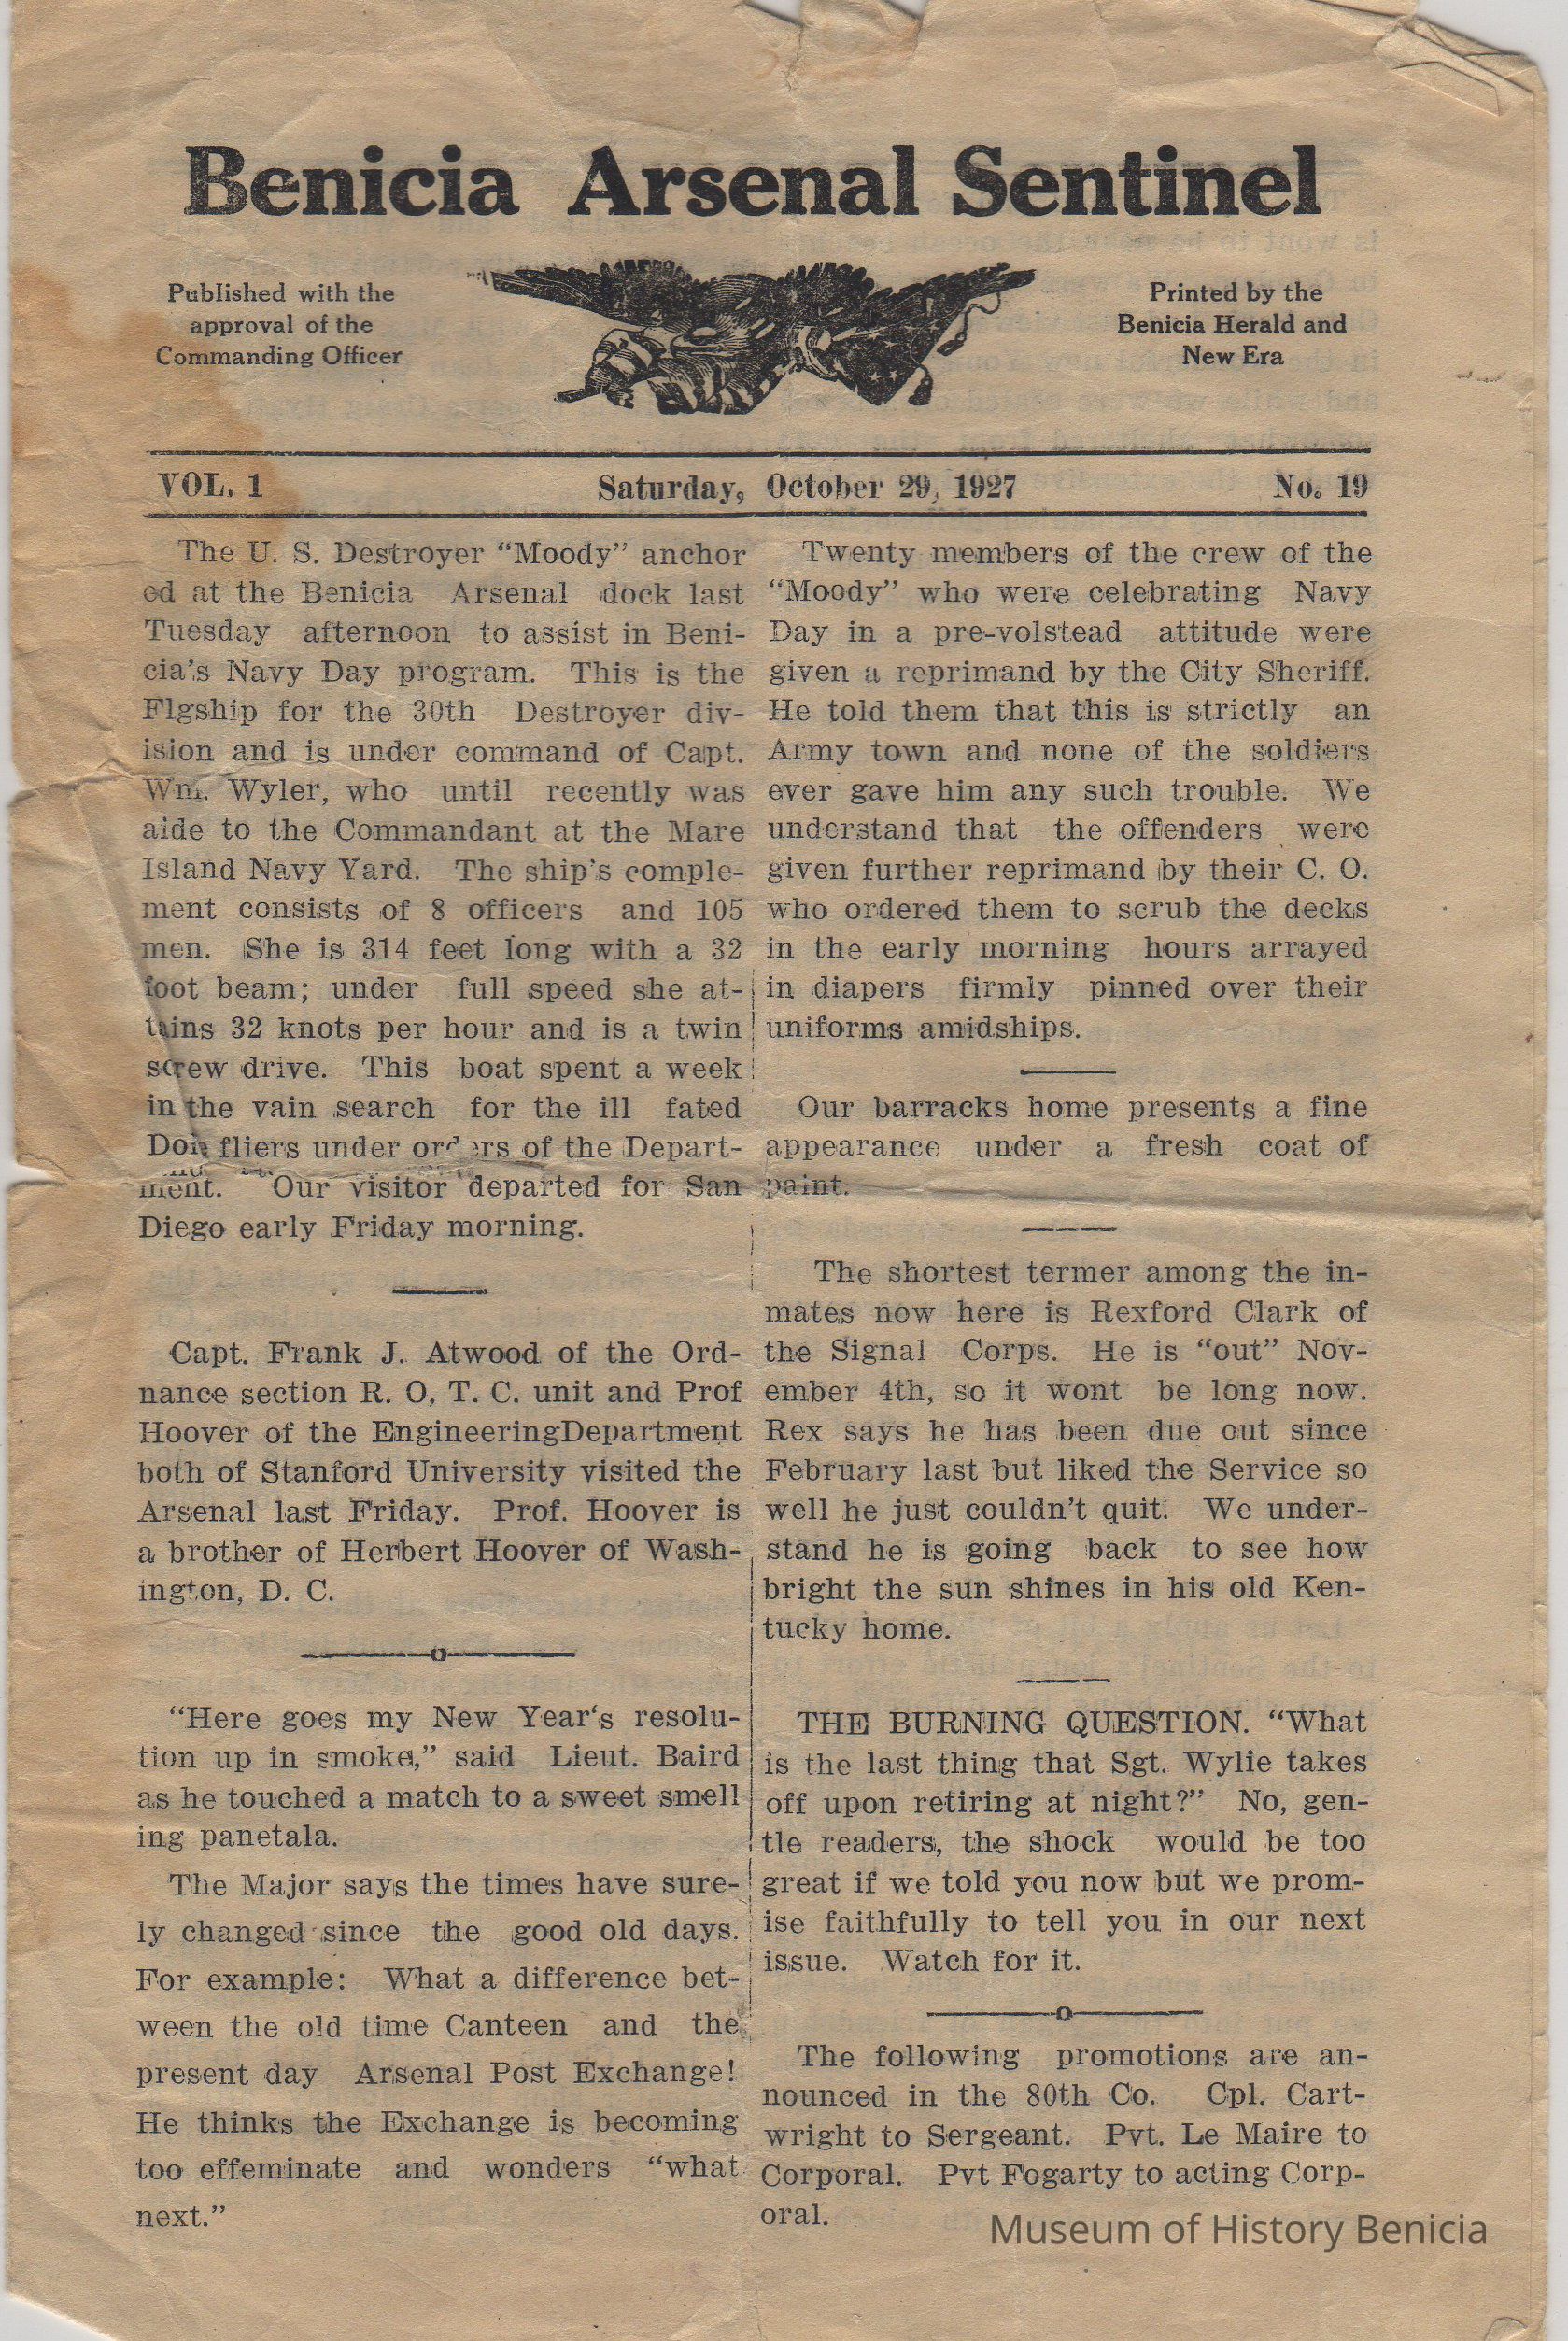 Benicia Arsenal Sentinel
Published with the
approval of the
Commanding Officer
Printed by the
Benicia Herald and
New Era
VOL. 1 Saturday, October 29, 1927 No. 19
The U. S. Destroyer “Moody” anchor
ed at the Benicia Arsenal dock last
Tuesday afternoon to assist in Beni-
cia's Navy Day program. This is the
Flgship for the 30th Destroyer div-
ision and is under command of Capt.
Wm. Wyler, who until recently was
aide to the Commandant at the Mare
Island Navy Yard. The ship's comple-
ment consists of 8 officers and 105
men. She is 314 feet long with a 32
foot beam; under full speed she at-
tains 32 knots per hour and is a twin
screw drive. This boat spent a week
in the vain search for the ill fated
fliers under orders of the Depart-
ment. Our visitor departed for San
Diego early Friday morning.
Capt. Frank J. Atwood of the Ord-
nance section R. O, T. C. unit and Prof
Hoover of the EngineeringDepartment
both of Stanford University visited the
Arsenal last Friday. Prof. Hoover is
a brother of Herbert Hoover of Wash-
ington, D. C.
“Here goes my New Year‘s resolu-
tion up in smoke,” said Lieut. Baird
as he touched a match to a sweet smell
ing panetala.
The Major says the times have sure-
ly changed since the good old days.
For example: What a difference bet-
ween the old time Canteen and the
present day Arsenal Post Exchange!
He thinks the Exchange is becoming
too effeminate and wonders “what
next.”
Twenty members of the crew of the
“Moody” who were celebrating Navy
Day in a pre-volstead attitude were
given a reprimand by the City Sheriff.
He told them that this is strictly an
Army town and none of the soldiers
ever gave him any such trouble. We
understand that the offenders were
given further reprimand by their C. O.
who ordered them to scrub the decks
in the early morning hours arrayed
in diapers firmly pinned over their
uniforms amidships.
Our barracks home presents a fine
appearance under a fresh coat of
paint.
The shortest termer among the in-
mates now here is Rexford Clark of
the Signal Corps. He is “out” Nov-
ember 4th, so it wont be long now.
Rex says he has been due out since
February last but liked the Service so
well he just couldn't quit. We under-
stand he is going back to see how
bright the sun shines in his old Ken-
tucky home.
THE BURNING QUESTION. “What
is the last thing that Sgt. Wylie takes
off upon retiring at night?” No, gen-
tle readers, the shock would be too
great if we told you now but we prom-
ise faithfully to tell you in our next
issue. Watch for it.
The following promotions are an-
nounced in the 80th Co. Cpl. Cart-
wright to Sergeant. Pvt. Le Maire to
Corporal. Pvt Fogarty to acting Corp-
oral.
Museum of History Benicia